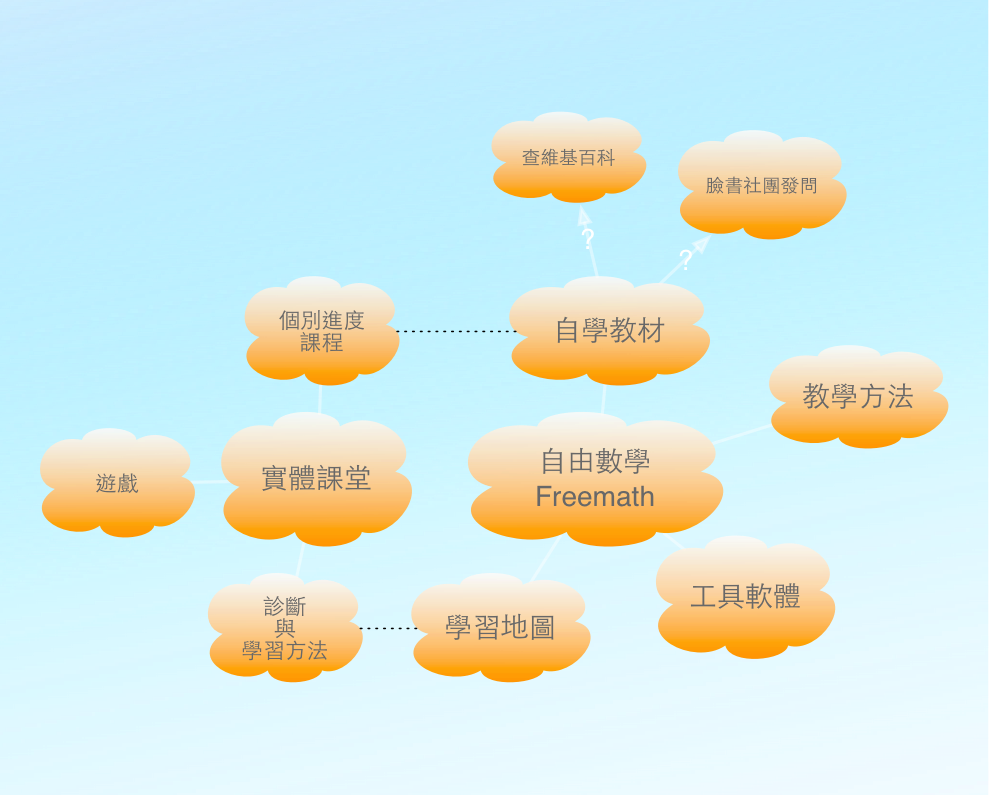 查維基百科
臉書社團發問
?
?
個別進度
課程
自學教材
教學方法
遊戲
實體課堂
自由數學
Freemath
工具軟體
診斷
與
學習方法
學習地圖